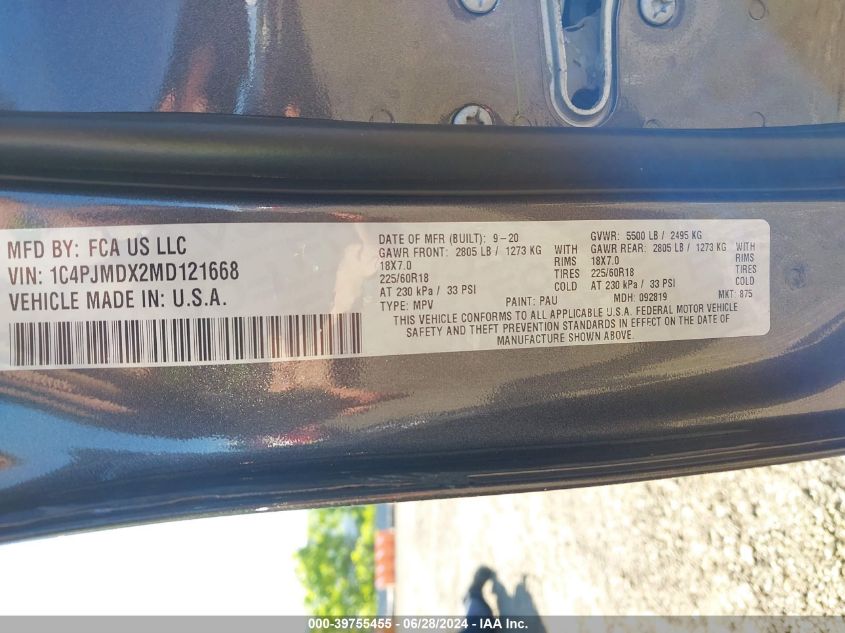 MFD BY: FCA US LLC
VIN: 1C4PJMDX2MD121668
VEHICLE MADE IN: U.S.A.
DATE OF MFR (BUILT): 9-20
GAWR FRONT: 2805 LB / 1273 KG WITH
18X7.0 RIMS
225/60R18 TIRES
AT 230 kPa / 33 PSI COLD
TYPE: MPV PAINT: PAU
GVWR: 5500 LB / 2495 KG
GAWR REAR: 2805 LB / 1273 KG WITH
18X7.0 RIMS
225/60R18 TIRES
AT 230 kPa / 33 PSI COLD
MDH: 092819 MKT: 875
THIS VEHICLE CONFORMS TO ALL APPLICABLE U.S.A. FEDERAL MOTOR VEHICLE
SAFETY AND THEFT PREVENTION STANDARDS IN EFFECT ON THE DATE OF
MANUFACTURE SHOWN ABOVE.
000-39755455 - 06/28/2024 - IAA Inc.